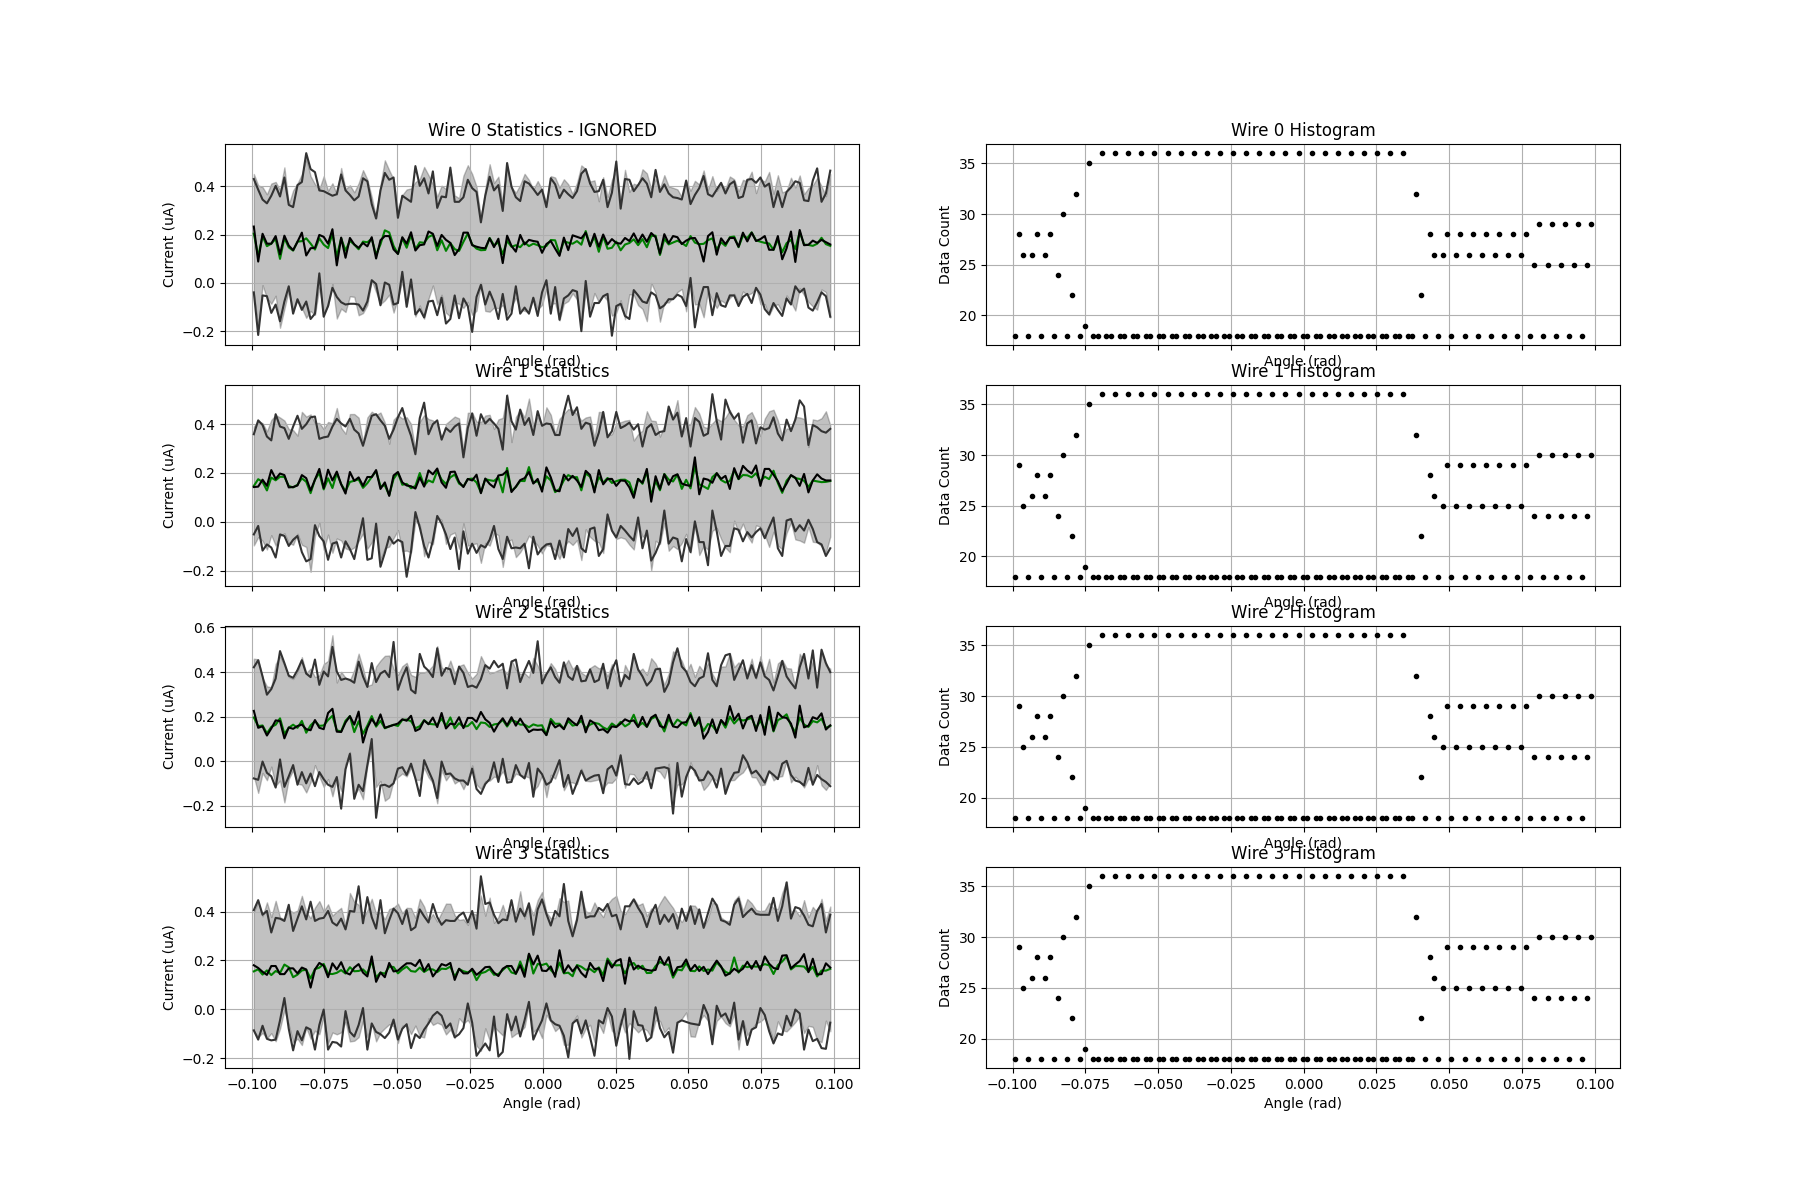 Wire 0 Statistics - IGNORED
Current (uA)
0.4
0.2
0.0
−0.2
Angle (rad)
Wire 0 Histogram
Data Count
35
30
25
20
Angle (rad)
Wire 1 Statistics
Current (uA)
0.4
0.2
0.0
−0.2
Angle (rad)
Wire 1 Histogram
Data Count
35
30
25
20
Angle (rad)
Wire 2 Statistics
Current (uA)
0.6
0.4
0.2
0.0
−0.2
Angle (rad)
Wire 2 Histogram
Data Count
35
30
25
20
Angle (rad)
Wire 3 Statistics
Current (uA)
0.4
0.2
0.0
−0.2
−0.100 −0.075 −0.050 −0.025 0.000 0.025 0.050 0.075 0.100
Angle (rad)
Wire 3 Histogram
Data Count
35
30
25
20
−0.100 −0.075 −0.050 −0.025 0.000 0.025 0.050 0.075 0.100
Angle (rad)